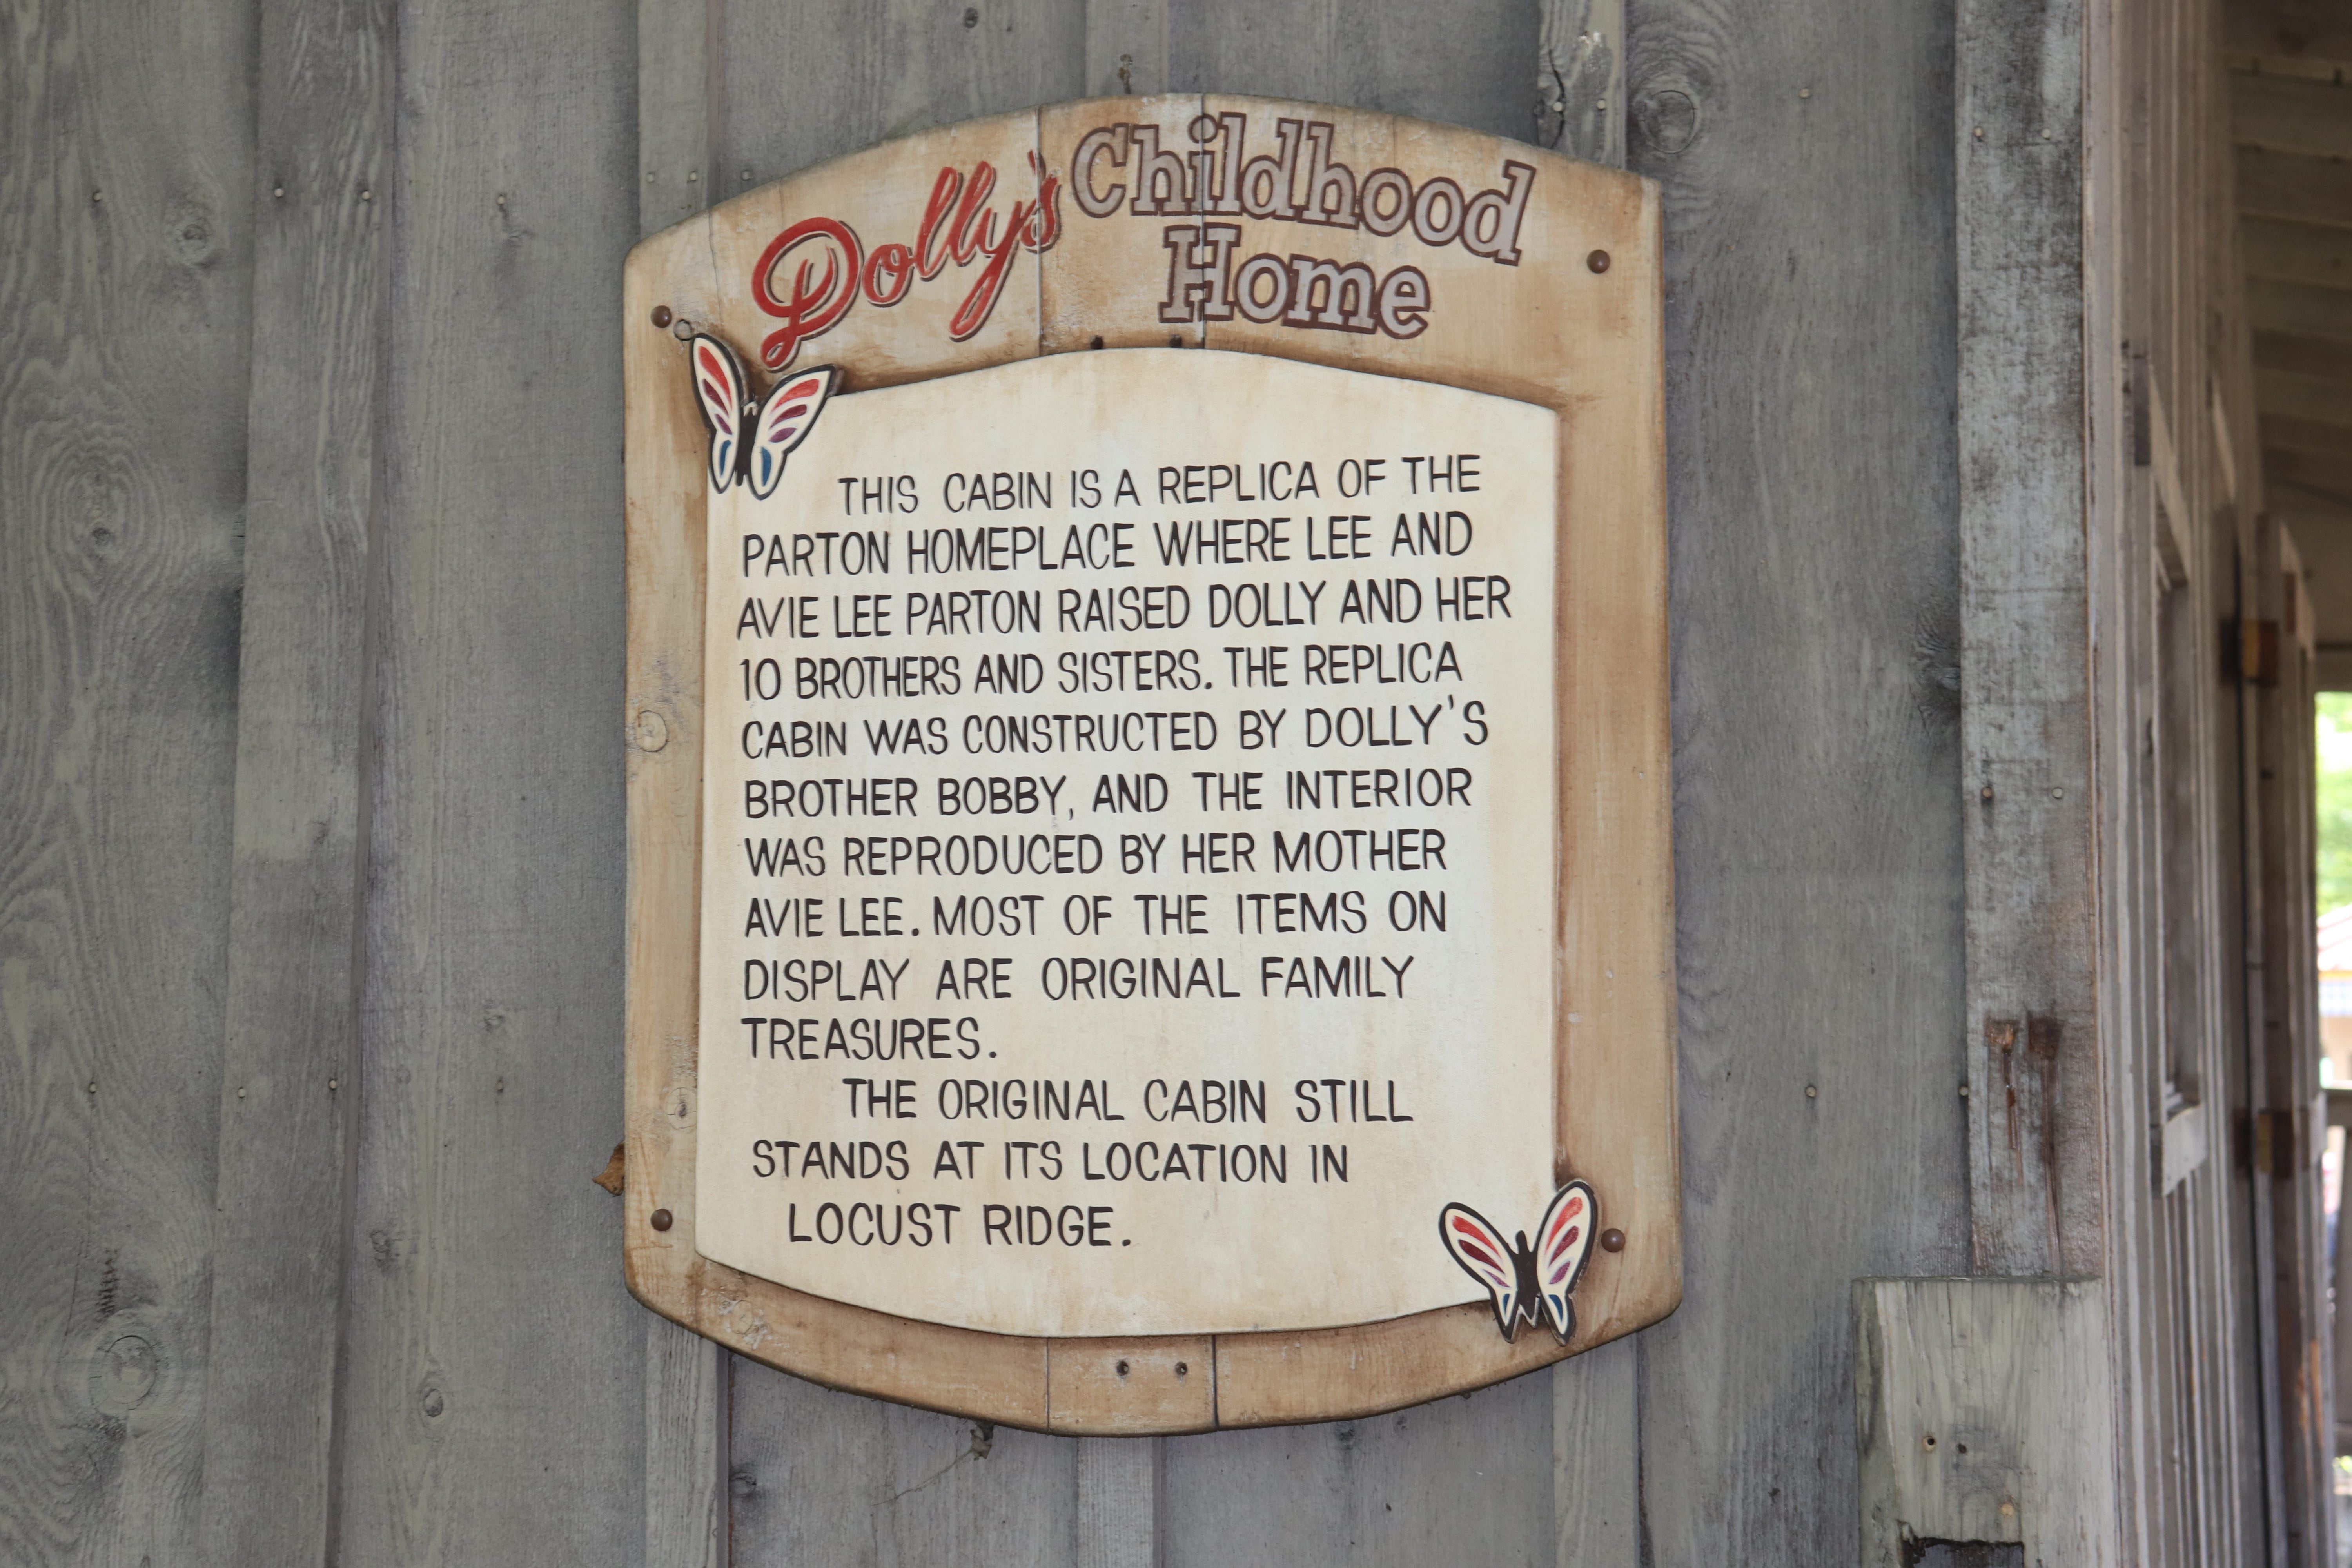 Dolly's Childhood
Home
THIS CABIN IS A REPLICA OF THE
PARTON HOMEPLACE WHERE LEE AND
AVIE LEE PARTON RAISED DOLLY AND HER
10 BROTHERS AND SISTERS. THE REPLICA
CABIN WAS CONSTRUCTED BY DOLLY'S
BROTHER BOBBY, AND THE INTERIOR
WAS REPRODUCED BY HER MOTHER
AVIE LEE. MOST OF THE ITEMS ON
DISPLAY ARE ORIGINAL FAMILY
TREASURES.
THE ORIGINAL CABIN STILL
STANDS AT ITS LOCATION IN
LOCUST RIDGE.